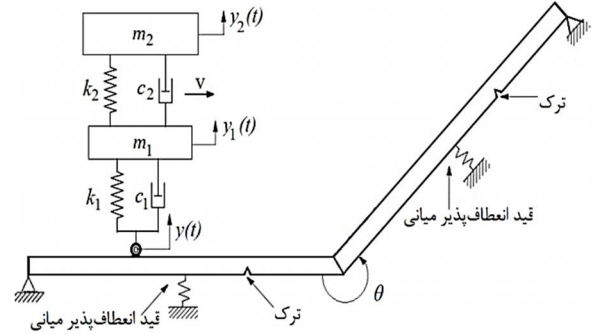 y₂(t)
m₂
k₂
c₂
v
y₁(t)
m₁
k₁
c₁
y(t)
ترک
قید انعطاف‌پذیر میانی
θ
ترک
قید انعطاف‌پذیر میانی